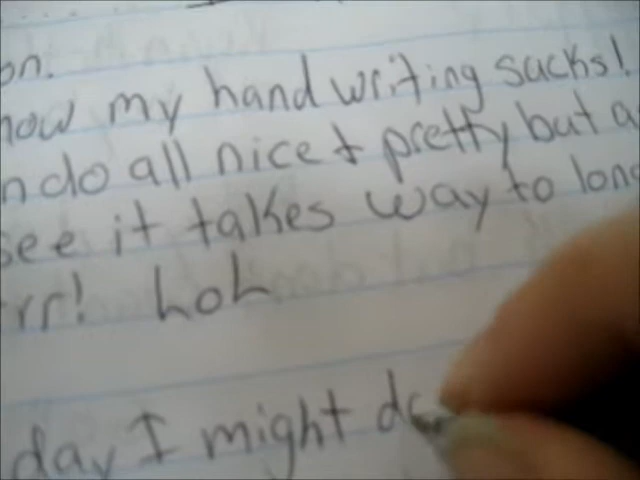 on.
now my hand writing sucks!
n do all nice + pretty but a
see it takes way to long
rr! LOL
day I might do